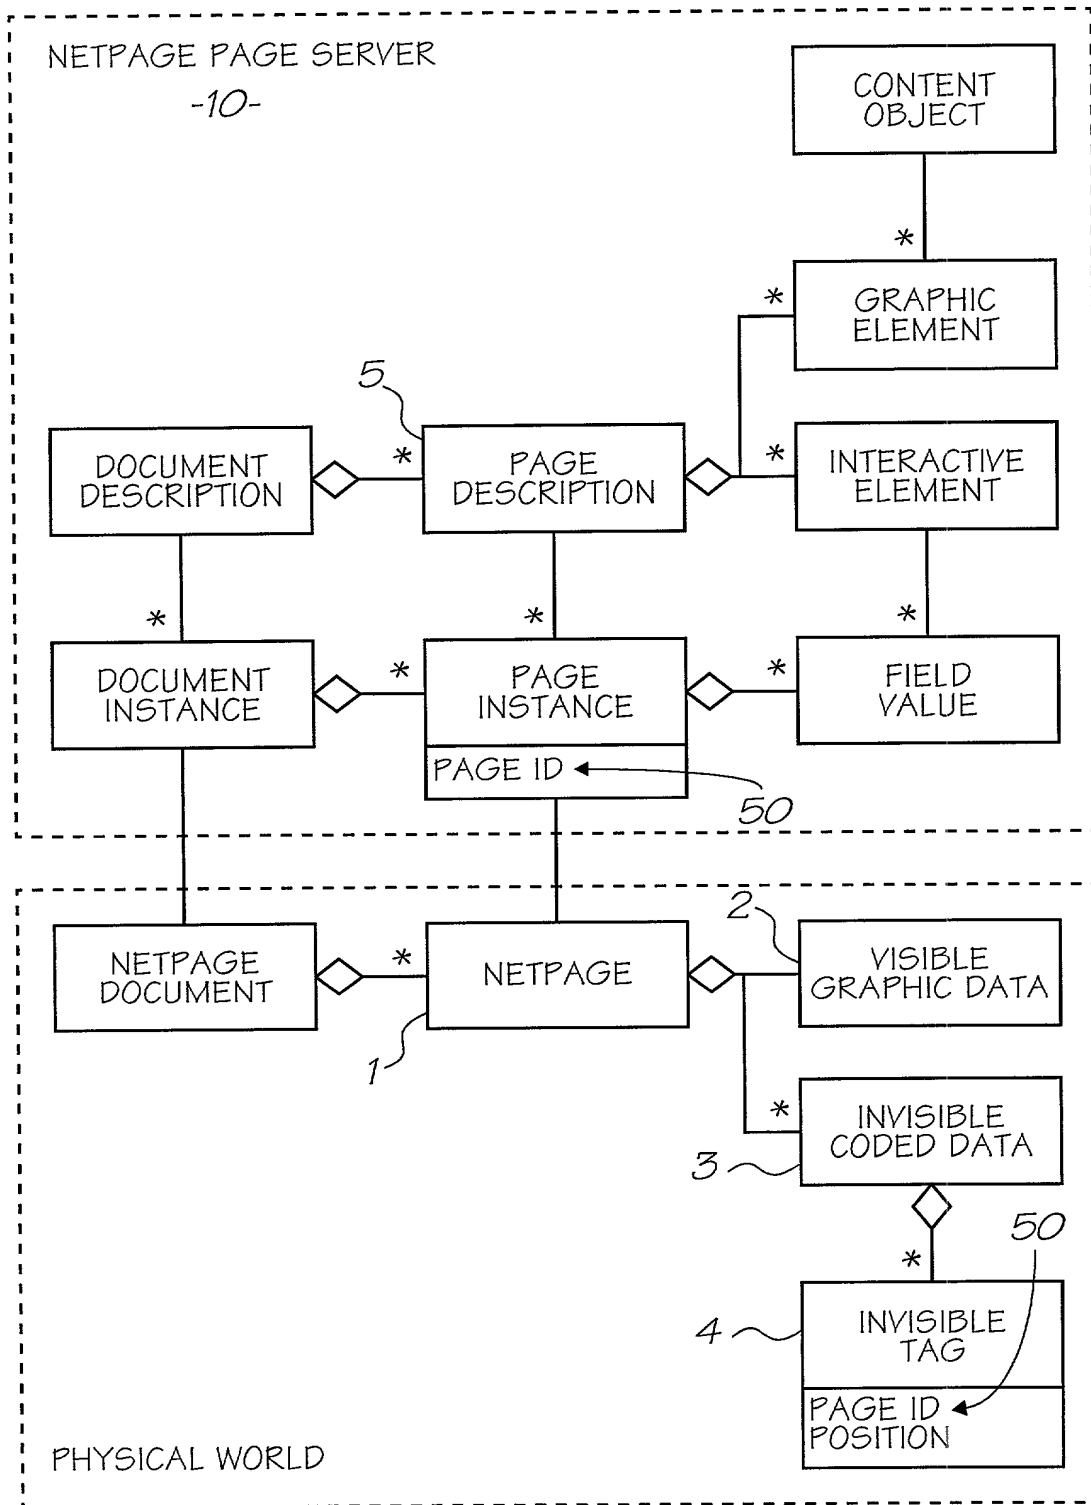 NETPAGE PAGE SERVER
-10-
CONTENT
OBJECT
*
*
GRAPHIC
ELEMENT
5
DOCUMENT
DESCRIPTION
*
PAGE
DESCRIPTION
*
INTERACTIVE
ELEMENT
*
*
*
DOCUMENT
INSTANCE
*
PAGE
INSTANCE
*
FIELD
VALUE
PAGE ID
50
2
NETPAGE
DOCUMENT
*
NETPAGE
VISIBLE
GRAPHIC DATA
1
*
INVISIBLE
CODED DATA
3
50
*
4
INVISIBLE
TAG
PAGE ID
POSITION
PHYSICAL WORLD